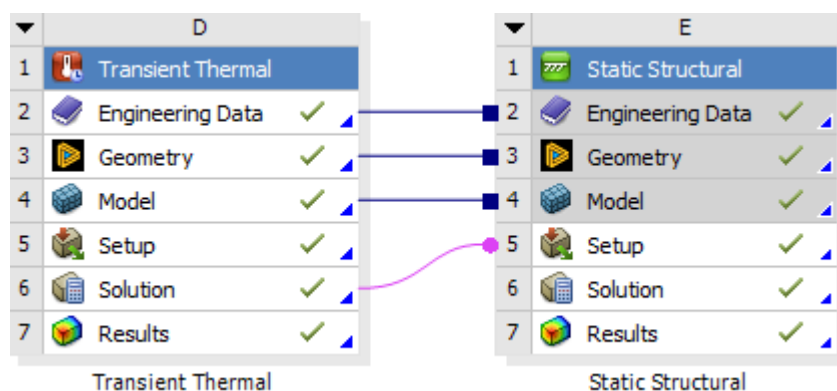 D
1 Transient Thermal
2 Engineering Data
3 Geometry
4 Model
5 Setup
6 Solution
7 Results
Transient Thermal
E
1 Static Structural
2 Engineering Data
3 Geometry
4 Model
5 Setup
6 Solution
7 Results
Static Structural